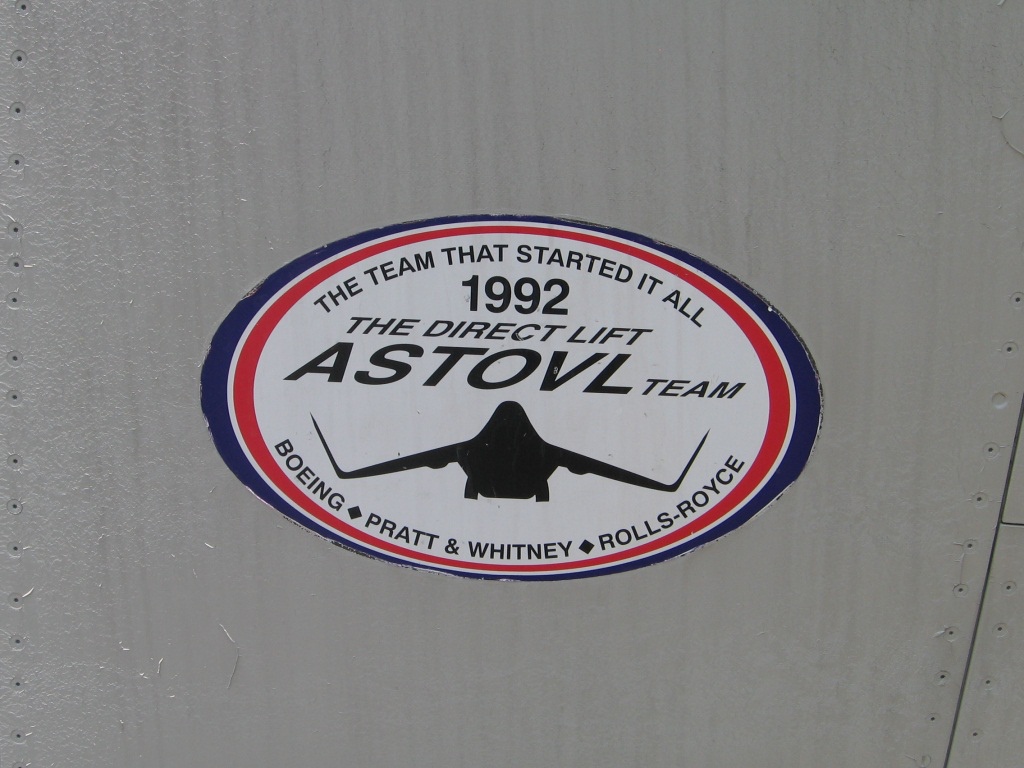 THE TEAM THAT STARTED IT ALL
1992
THE DIRECT LIFT
ASTOVL TEAM
BOEING ◆ PRATT & WHITNEY ◆ ROLLS-ROYCE